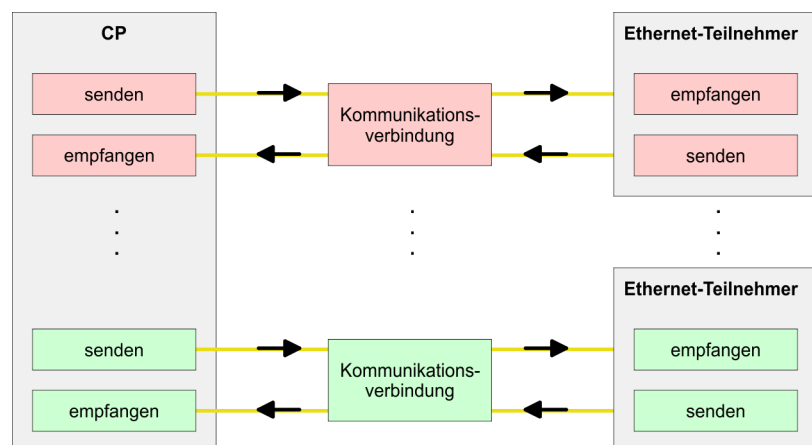 CP
Ethernet-Teilnehmer
senden
Kommunikations-
verbindung
empfangen
empfangen
senden
Ethernet-Teilnehmer
senden
Kommunikations-
verbindung
empfangen
empfangen
senden